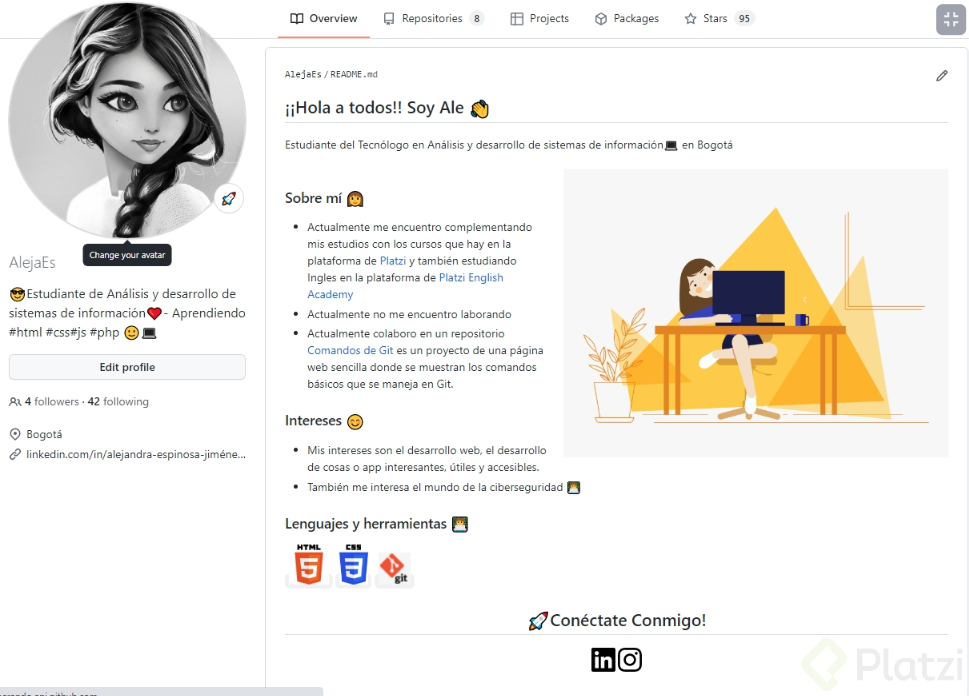 Overview
Repositories 8
Projects
Packages
Stars 95
Change your avatar
AlejaEs
😎Estudiante de Análisis y desarrollo de
sistemas de información❤️- Aprendiendo
#html #css#js #php 🙂💻
Edit profile
4 followers · 42 following
Bogotá
linkedin.com/in/alejandra-espinosa-jiméne...
AlejaEs / README.md
¡¡Hola a todos!! Soy Ale 👏
Estudiante del Tecnólogo en Análisis y desarrollo de sistemas de información💻 en Bogotá
Sobre mí 👩
Actualmente me encuentro complementando
mis estudios con los cursos que hay en la
plataforma de Platzi y también estudiando
Ingles en la plataforma de Platzi English
Academy
Actualmente no me encuentro laborando
Actualmente colaboro en un repositorio
Comandos de Git es un proyecto de una página
web sencilla donde se muestran los comandos
básicos que se maneja en Git.
Intereses 😊
Mis intereses son el desarrollo web, el desarrollo
de cosas o app interesantes, útiles y accesibles.
También me interesa el mundo de la ciberseguridad 👩‍💻
Lenguajes y herramientas 👩‍💻
HTML
5
CSS
3
git
🚀Conéctate Conmigo!
in
Platzi